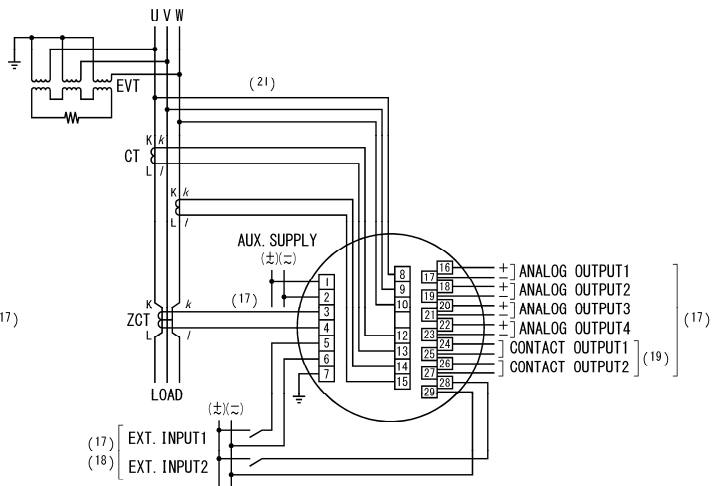 U V W
EVT
(21)
K k
CT
L l
K k
L l
AUX. SUPPLY
(±)(∓)
1
2
3
4
5
6
7
8
9
10
12
13
14
15
16
17
18
19
20
21
22
23
24
25
26
27
28
29
+
−
ANALOG OUTPUT1
+
−
ANALOG OUTPUT2
+
−
ANALOG OUTPUT3
+
−
ANALOG OUTPUT4
CONTACT OUTPUT1
CONTACT OUTPUT2
(19)
(17)
17)
K k
(17)
ZCT
L l
LOAD
(±)(∓)
(17)
(18)
EXT. INPUT1
EXT. INPUT2